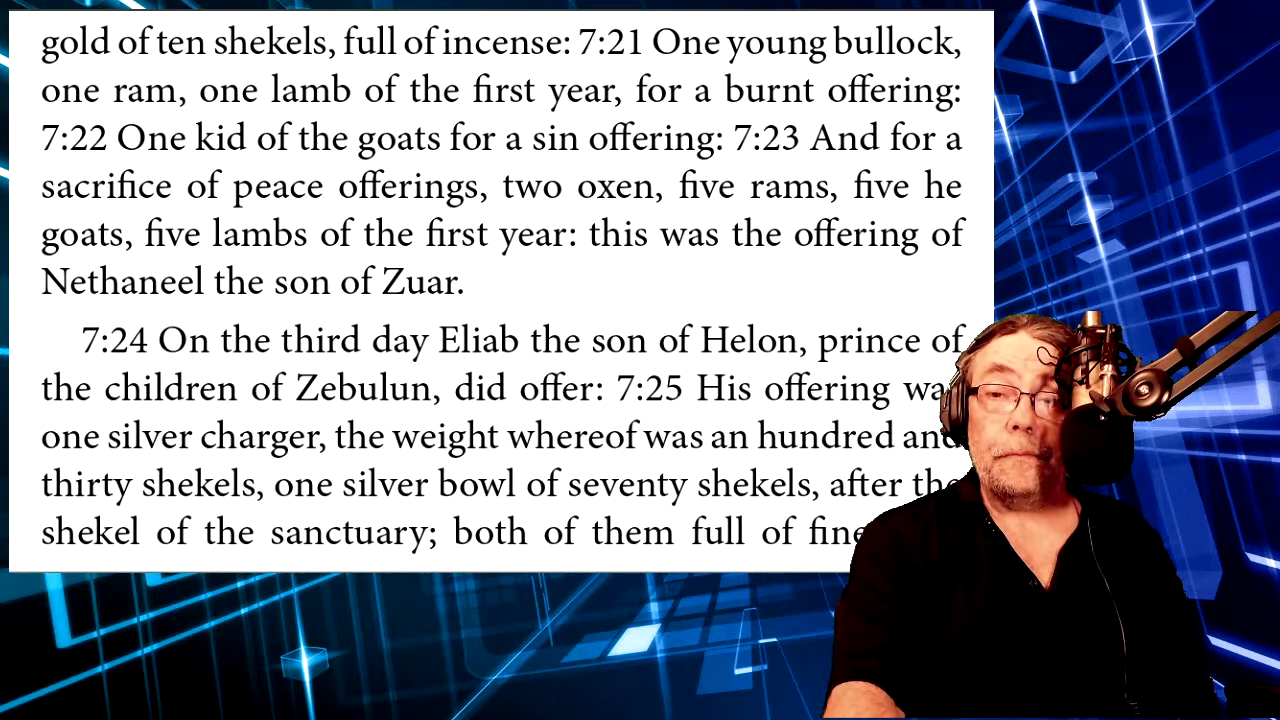 gold of ten shekels, full of incense: 7:21 One young bullock,
one ram, one lamb of the first year, for a burnt offering:
7:22 One kid of the goats for a sin offering: 7:23 And for a
sacrifice of peace offerings, two oxen, five rams, five he
goats, five lambs of the first year: this was the offering of
Nethaneel the son of Zuar.
7:24 On the third day Eliab the son of Helon, prince of
the children of Zebulun, did offer: 7:25 His offering was
one silver charger, the weight whereof was an hundred and
thirty shekels, one silver bowl of seventy shekels, after the
shekel of the sanctuary; both of them full of fine